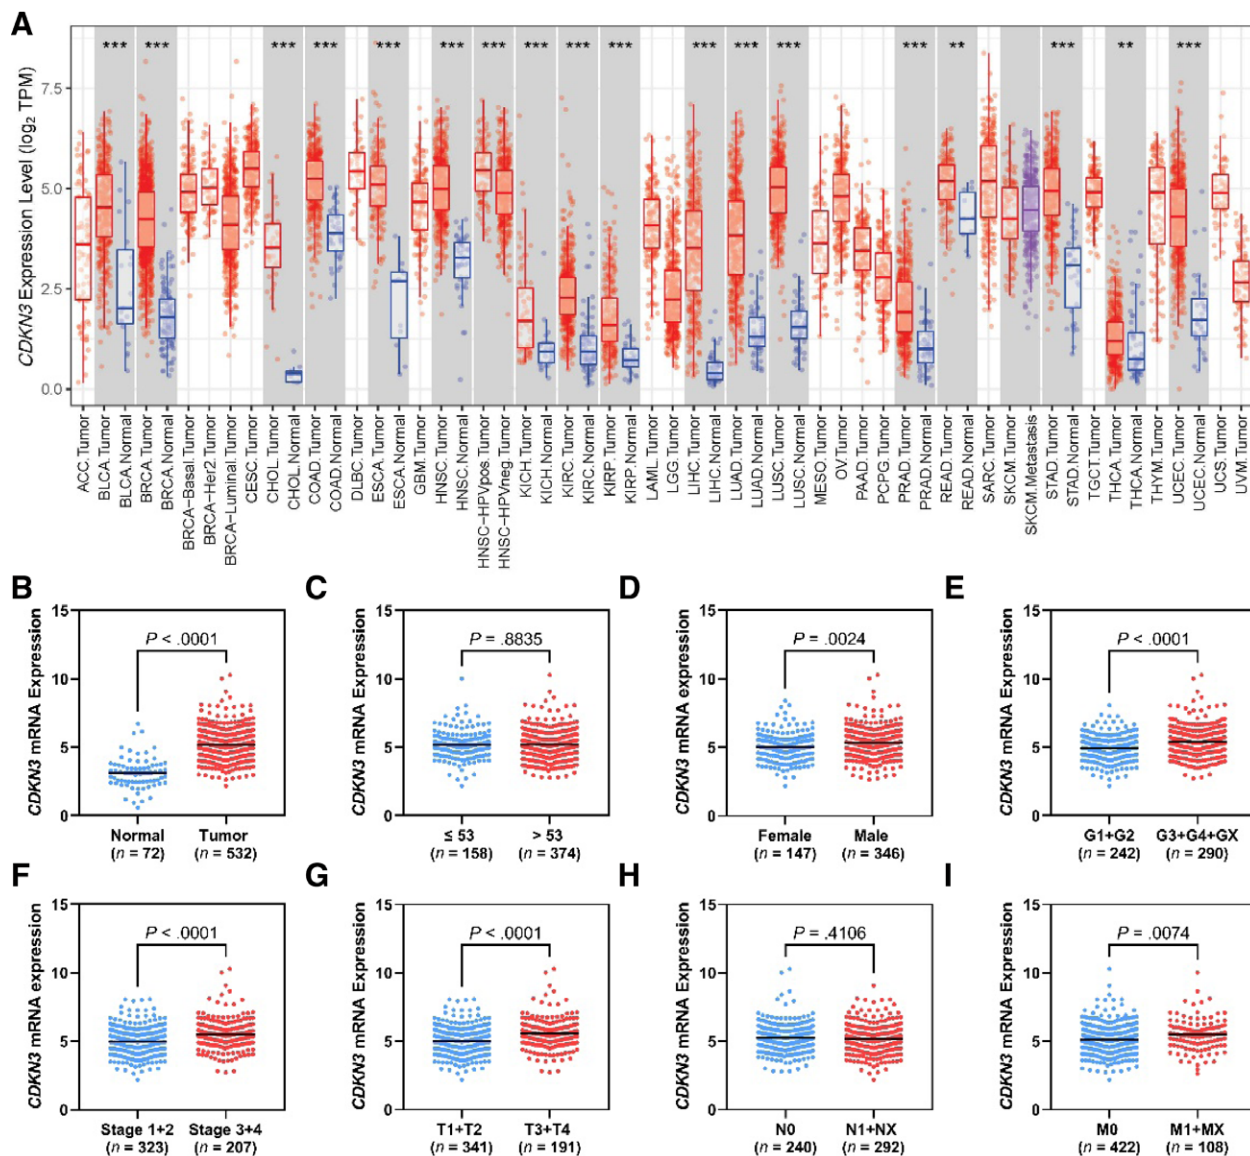 A
*** *** *** *** *** *** *** *** *** *** *** *** *** *** ** *** ** ***
CDKN3 Expression Level (log₂ TPM)
7.5
5.0
2.5
0.0
ACC.Tumor
BLCA.Tumor
BLCA.Normal
BRCA.Tumor
BRCA.Normal
BRCA-Basal.Tumor
BRCA-Her2.Tumor
BRCA-Luminal.Tumor
CESC.Tumor
CHOL.Tumor
CHOL.Normal
COAD.Tumor
COAD.Normal
DLBC.Tumor
ESCA.Tumor
ESCA.Normal
GBM.Tumor
HNSC.Tumor
HNSC.Normal
HNSC-HPVpos.Tumor
HNSC-HPVneg.Tumor
KICH.Tumor
KICH.Normal
KIRC.Tumor
KIRC.Normal
KIRP.Tumor
KIRP.Normal
LAML.Tumor
LGG.Tumor
LIHC.Tumor
LIHC.Normal
LUAD.Tumor
LUAD.Normal
LUSC.Tumor
LUSC.Normal
MESO.Tumor
OV.Tumor
PAAD.Tumor
PCPG.Tumor
PRAD.Tumor
PRAD.Normal
READ.Tumor
READ.Normal
SARC.Tumor
SKCM.Tumor
SKCM.Metastasis
STAD.Tumor
STAD.Normal
TGCT.Tumor
THCA.Tumor
THCA.Normal
THYM.Tumor
UCEC.Tumor
UCEC.Normal
UCS.Tumor
UVM.Tumor
B
CDKN3 mRNA Expression
15
10
5
0
P < .0001
Normal Tumor
(n = 72) (n = 532)
C
CDKN3 mRNA Expression
15
10
5
0
P = .8835
≤ 53 > 53
(n = 158) (n = 374)
D
CDKN3 mRNA expression
15
10
5
0
P = .0024
Female Male
(n = 147) (n = 346)
E
CDKN3 mRNA Expression
15
10
5
0
P < .0001
G1+G2 G3+G4+GX
(n = 242) (n = 290)
F
CDKN3 mRNA expression
15
10
5
0
P < .0001
Stage 1+2 Stage 3+4
(n = 323) (n = 207)
G
CDKN3 mRNA Expression
15
10
5
0
P < .0001
T1+T2 T3+T4
(n = 341) (n = 191)
H
CDKN3 mRNA Expression
15
10
5
0
P = .4106
N0 N1+NX
(n = 240) (n = 292)
I
CDKN3 mRNA Expression
15
10
5
0
P = .0074
M0 M1+MX
(n = 422) (n = 108)